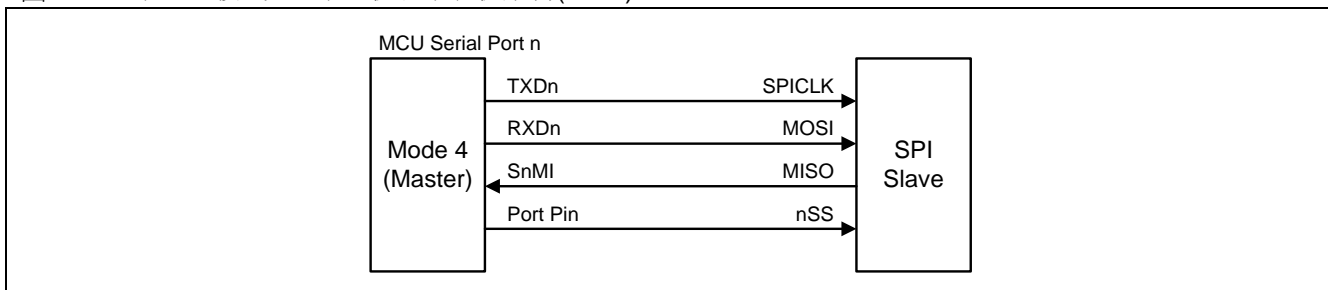 MCU Serial Port n
TXDn SPICLK
RXDn MOSI
Mode 4
(Master)
SPI
Slave
SnMI MISO
Port Pin nSS